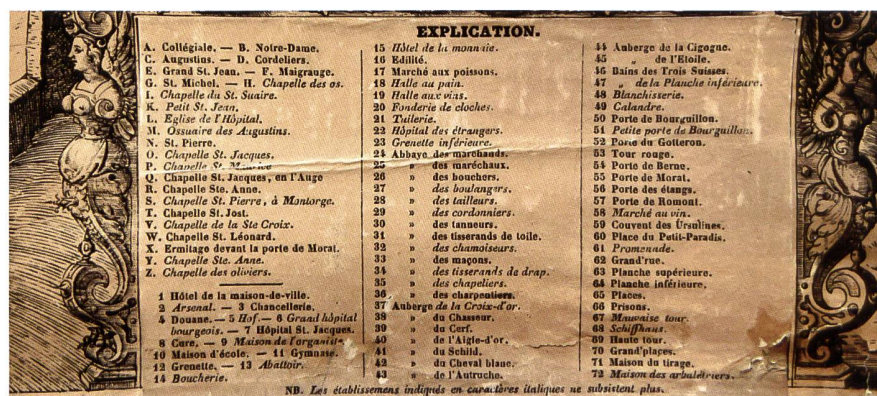 EXPLICATION.
A. Collégiale. — B. Notre-Dame.
C. Augustins. — D. Cordeliers.
E. Grand St. Jean. — F. Maigrauge.
G. St. Michel. — H. Chapelle des os.
I. Chapelle du St. Suaire.
K. Petit St. Jean.
L. Eglise de l'Hôpital.
M. Ossuaire des Augustins.
N. St. Pierre.
O. Chapelle St. Jacques.
P. Chapelle St. Maurice
Q. Chapelle St. Jacques, en l'Auge
R. Chapelle Ste. Anne.
S. Chapelle St. Pierre, à Montorge.
T. Chapelle St. Jost.
V. Chapelle de la Ste Croix.
W. Chapelle St. Léonard.
X. Ermitage devant la porte de Morat.
Y. Chapelle Ste. Anne.
Z. Chapelle des oliviers.
1 Hôtel de la maison-de-ville.
2 Arsenal. — 3 Chancellerie.
4 Douane. — 5 Hof. — 6 Grand hôpital
bourgeois. — 7 Hôpital St. Jacques.
8 Cure. — 9 Maison de l'organiste.
10 Maison d'école. — 11 Gymnase.
12 Grenette. — 13 Abattoir.
14 Boucherie.
15 Hôtel de la monnaie.
16 Edilité.
17 Marché aux poissons.
18 Halle au pain.
19 Halle aux vins.
20 Fonderie de cloches.
21 Tuilerie.
22 Hôpital des étrangers.
23 Grenette inférieure.
24 Abbaye des marchands.
25 » des maréchaux.
26 » des bouchers.
27 » des boulangers.
28 » des tailleurs.
29 » des cordonniers.
30 » des tanneurs.
31 » des tisserands de toile.
32 » des chamoiseurs.
33 » des maçons.
34 » des tisserands de drap.
35 » des chapeliers.
36 » des charpentiers.
37 Auberge de la Croix-d'or.
38 » du Chasseur.
39 » du Cerf.
40 » de l'Aigle-d'or.
41 » du Schild.
42 » du Cheval blanc.
43 » de l'Autruche.
44 Auberge de la Cigogne.
45 » de l'Etoile.
46 Bains des Trois Suisses.
47 » de la Planche inférieure.
48 Blanchisserie.
49 Calandre.
50 Porte de Bourguillon.
51 Petite porte de Bourguillon.
52 Porte du Gotteron.
53 Tour rouge.
54 Porte de Berne.
55 Porte de Morat.
56 Porte des étangs.
57 Porte de Romont.
58 Marché au vin.
59 Couvent des Ursulines.
60 Place du Petit-Paradis.
61 Promenade.
62 Grand'rue.
63 Planche supérieure.
64 Planche inférieure.
65 Places.
66 Prisons.
67 Mauvaise tour.
68 Schiffhaus.
69 Haute tour.
70 Grand'places.
71 Maison du tirage.
72 Maison des arbalétriers.
NB. Les établissemens indiqués en caractères italiques ne subsistent plus.